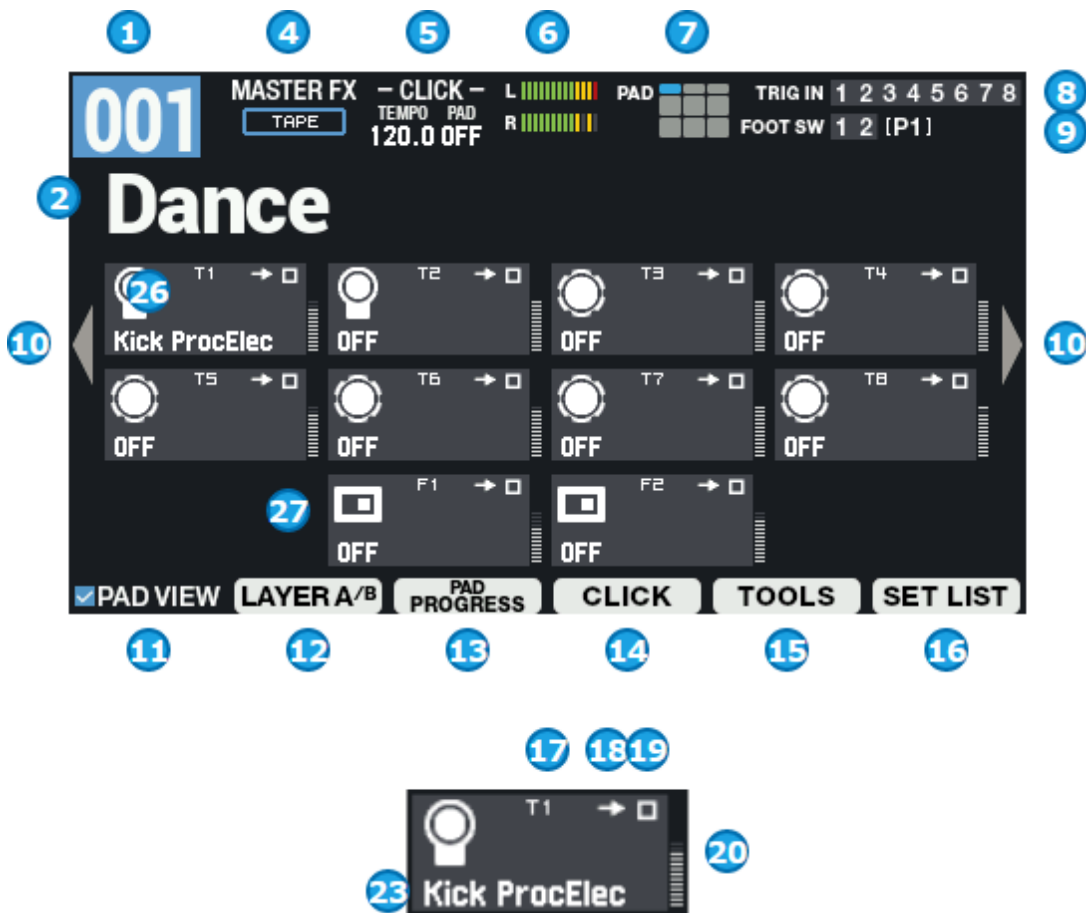 1 4 5 6 7
001 MASTER FX – CLICK – L PAD TRIG IN 1 2 3 4 5 6 7 8 8
TAPE TEMPO PAD R FOOT SW 1 2 [P1] 9
120.0 OFF
2 Dance
26 T1 T2 T3 T4
10 Kick ProcElec OFF OFF OFF 10
T5 T6 T7 T8
OFF OFF OFF OFF
27 F1 F2
OFF OFF
PAD VIEW LAYER A/B PAD PROGRESS CLICK TOOLS SET LIST
11 12 13 14 15 16
17 18 19
T1
20
23 Kick ProcElec